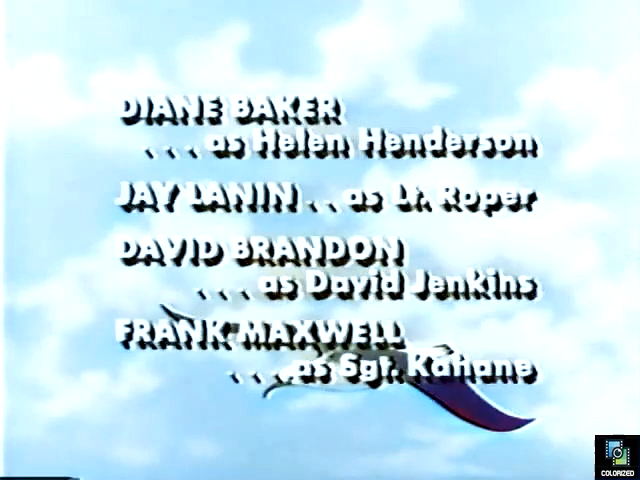 DIANE BAKER
. . . as Helen Henderson
JAY LANIN . . as Lt. Roper
DAVID BRANDON
. . . as David Jenkins
FRANK MAXWELL
. . . as Sgt. Kahane
COLORIZED